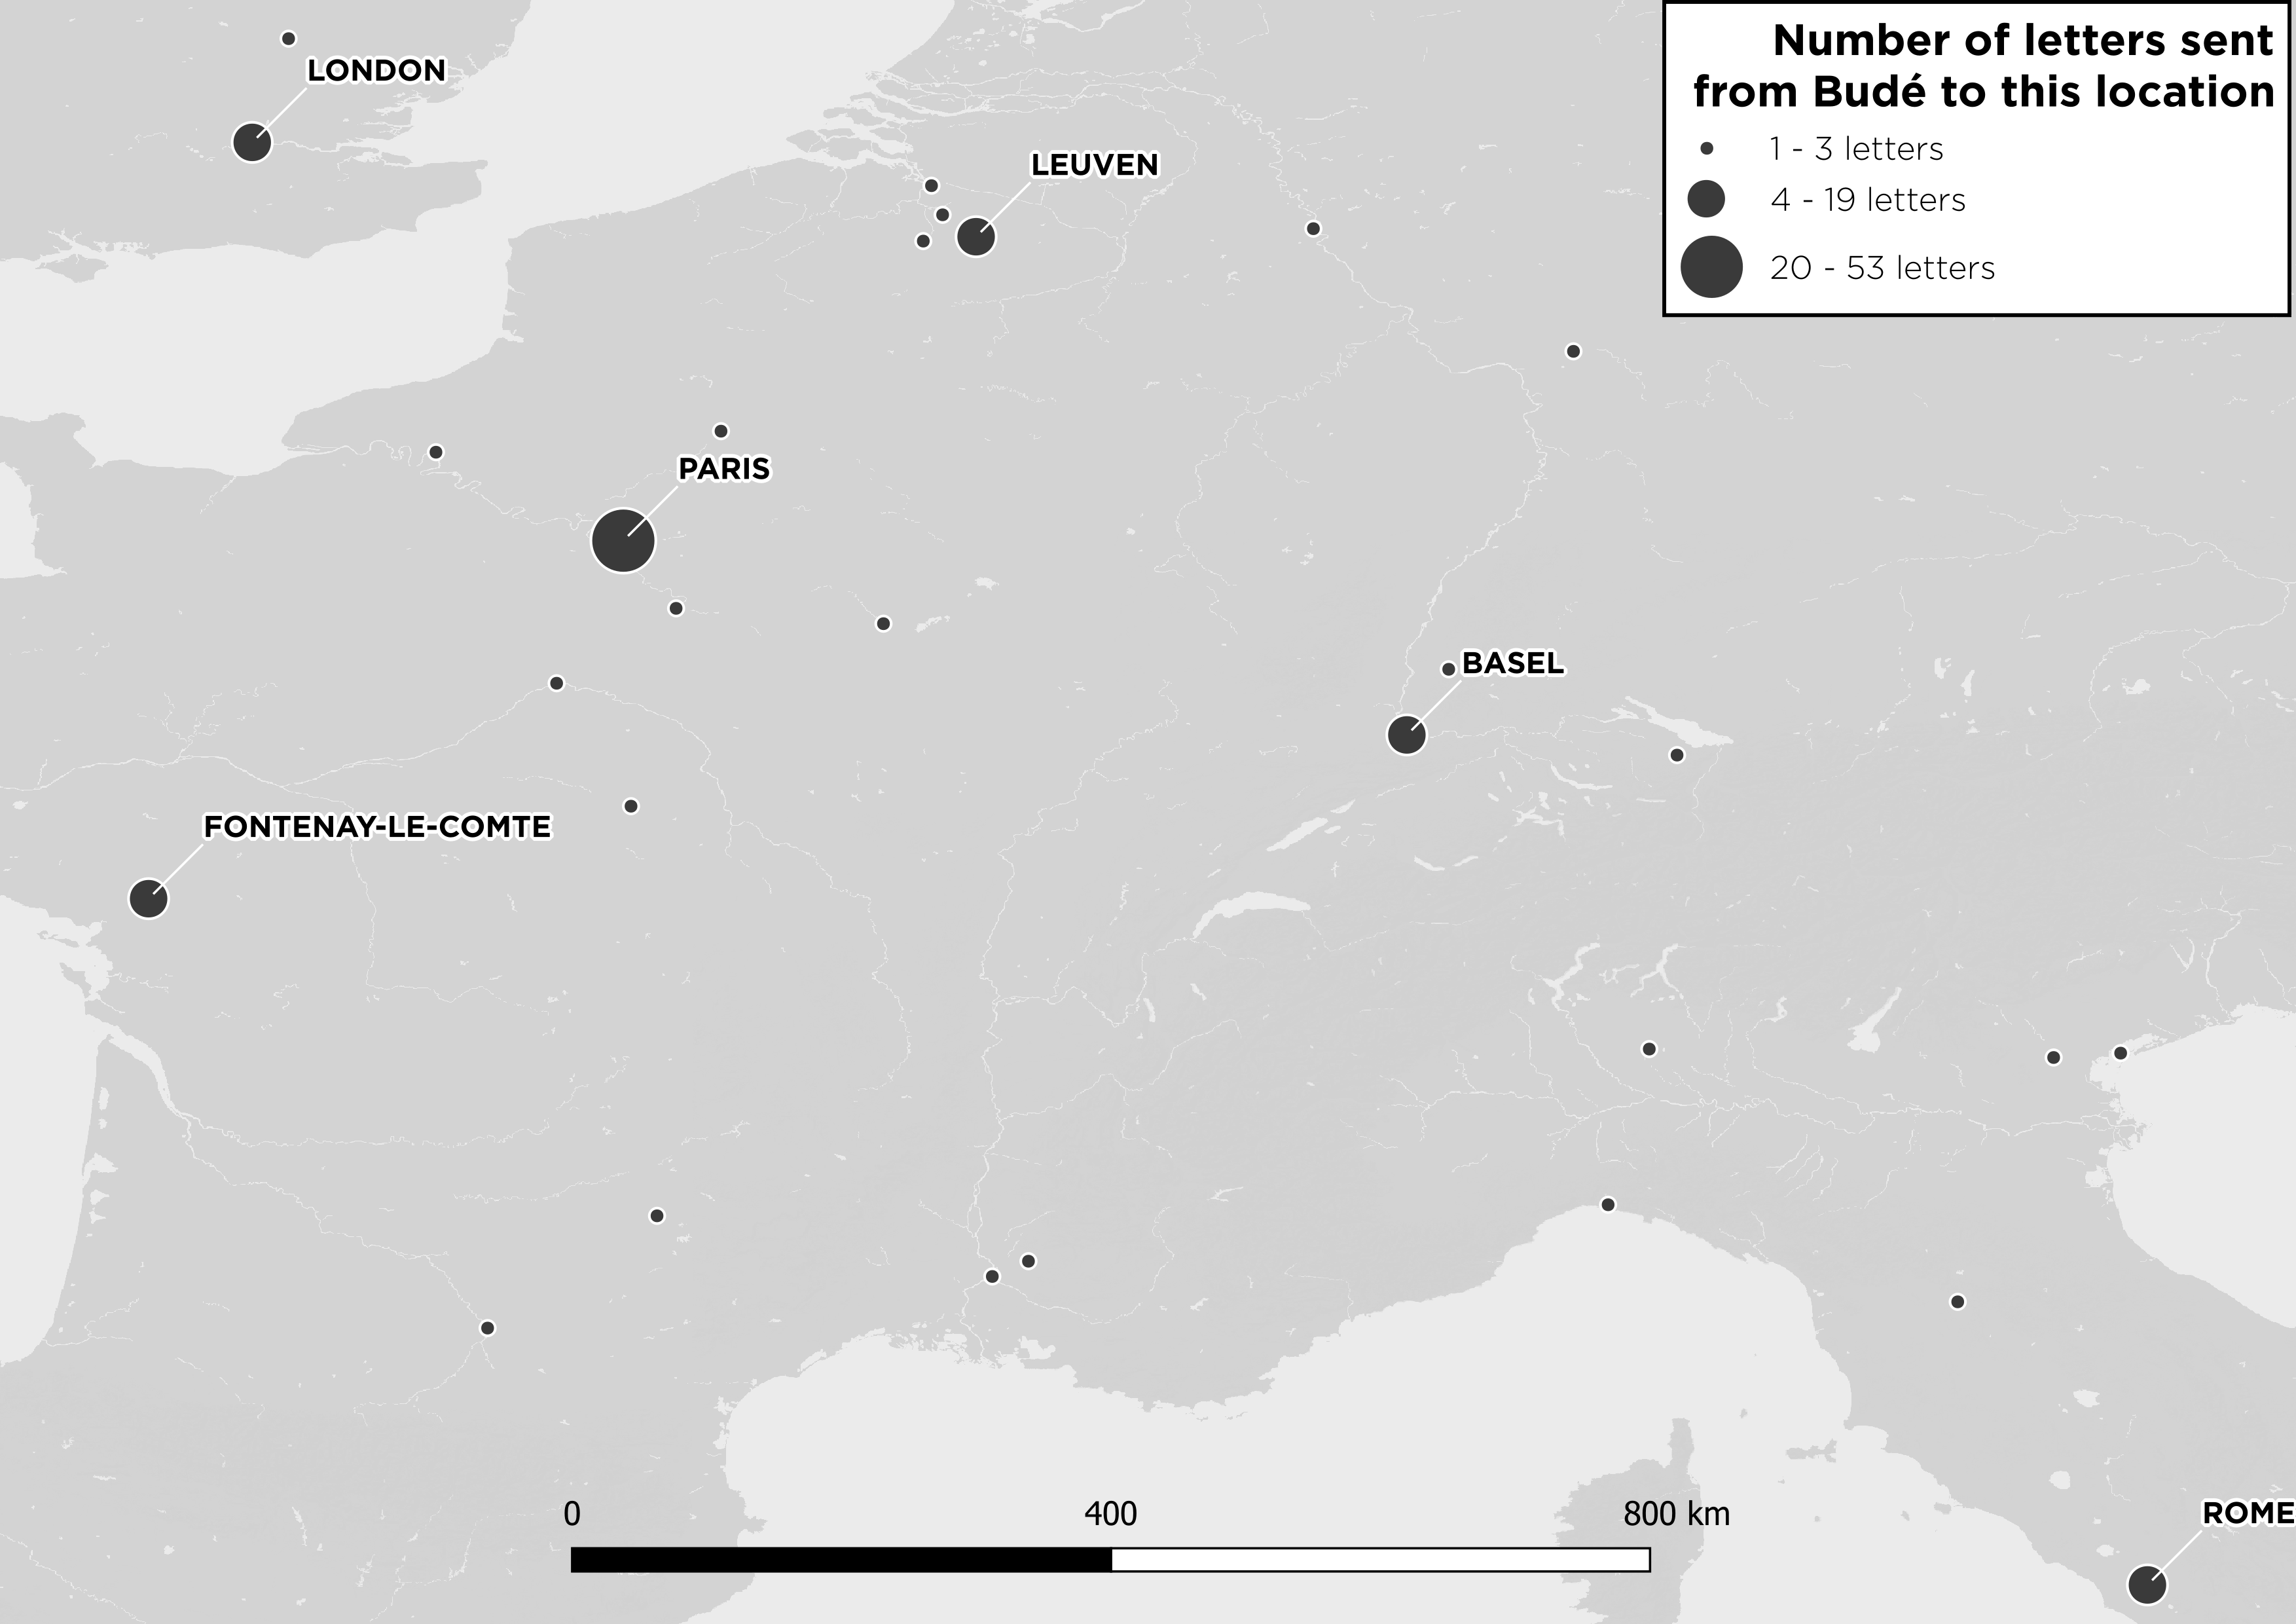 Number of letters sent
from Budé to this location
1 - 3 letters
4 - 19 letters
20 - 53 letters
LONDON
LEUVEN
PARIS
BASEL
FONTENAY-LE-COMTE
ROME
0 400 800 km